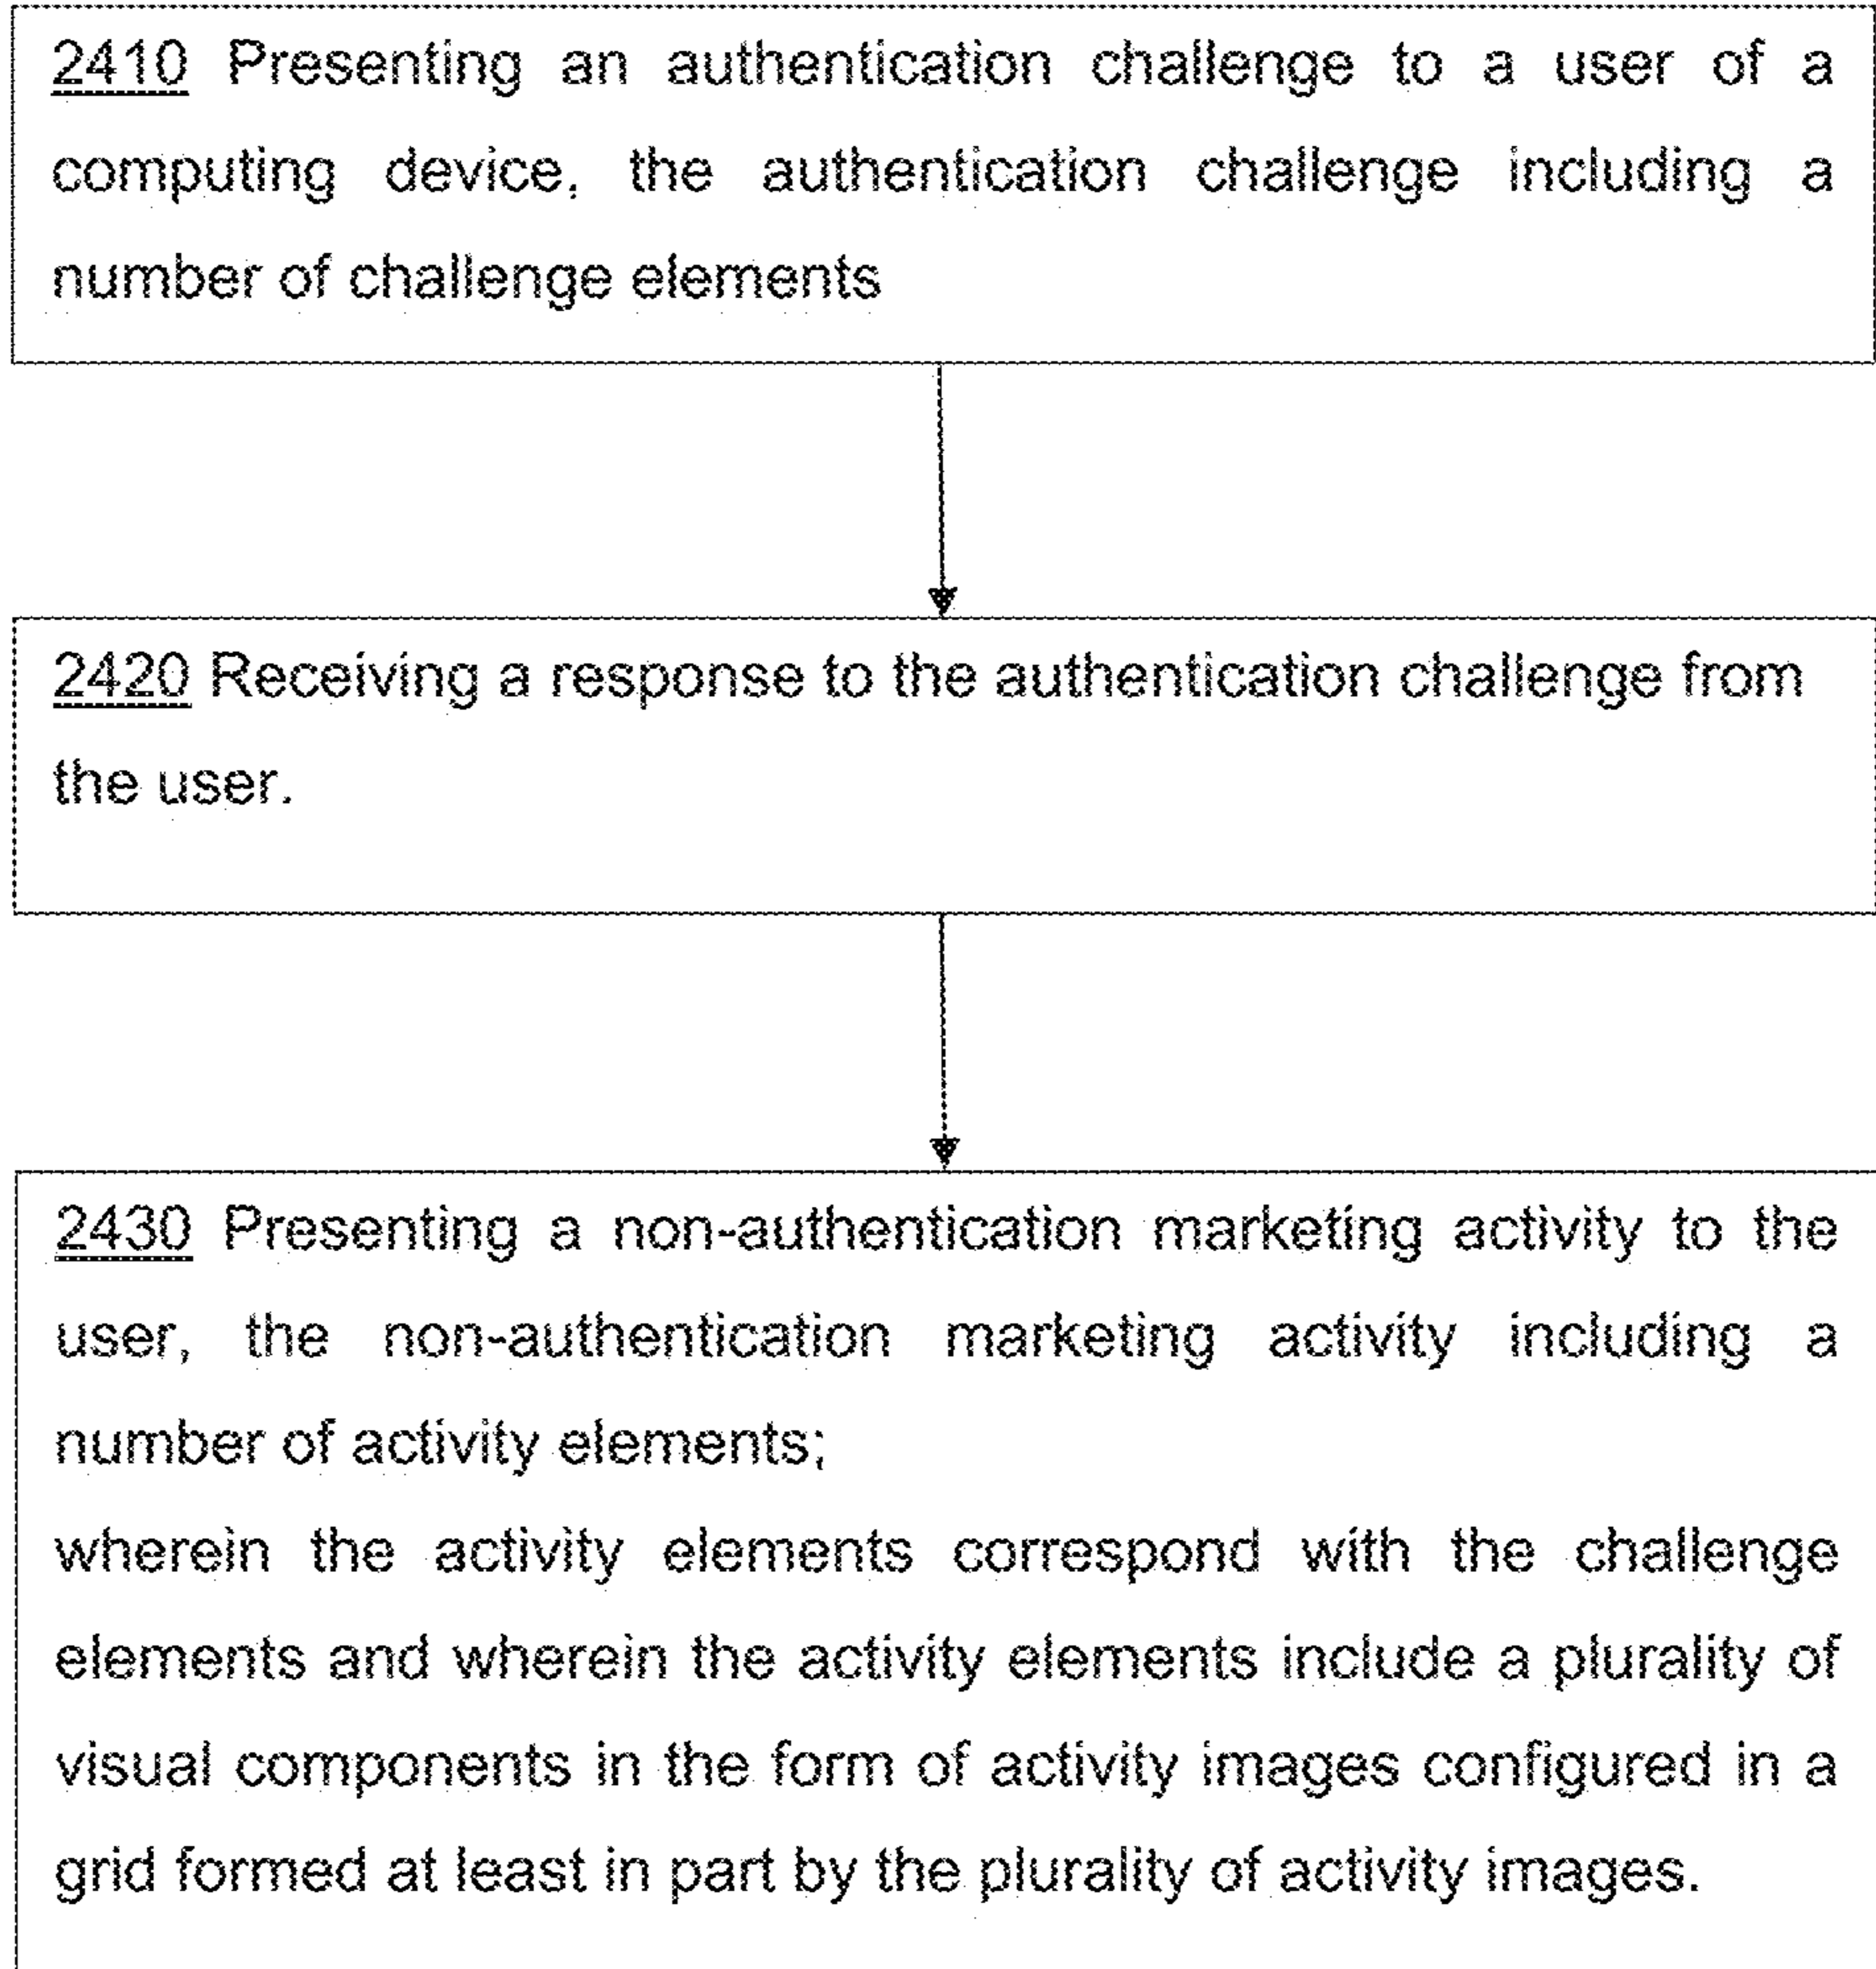 2410 Presenting an authentication challenge to a user of a
computing device, the authentication challenge including a
number of challenge elements
2420 Receiving a response to the authentication challenge from
the user.
2430 Presenting a non-authentication marketing activity to the
user, the non-authentication marketing activity including a
number of activity elements;
wherein the activity elements correspond with the challenge
elements and wherein the activity elements include a plurality of
visual components in the form of activity images configured in a
grid formed at least in part by the plurality of activity images.